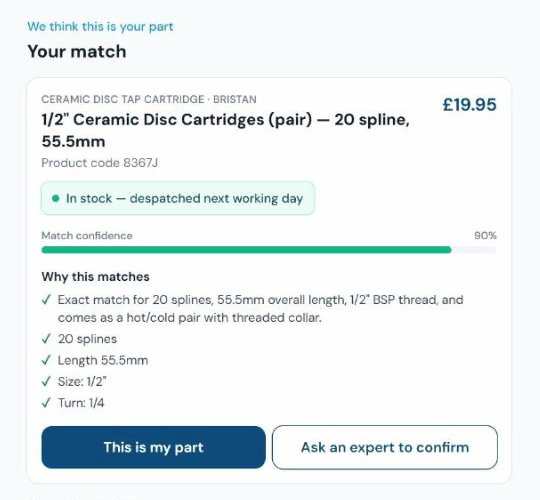 We think this is your part
Your match
CERAMIC DISC TAP CARTRIDGE · BRISTAN
£19.95
1/2" Ceramic Disc Cartridges (pair) — 20 spline,
55.5mm
Product code 8367J
In stock — despatched next working day
Match confidence
90%
Why this matches
✓ Exact match for 20 splines, 55.5mm overall length, 1/2" BSP thread, and
comes as a hot/cold pair with threaded collar.
✓ 20 splines
✓ Length 55.5mm
✓ Size: 1/2"
✓ Turn: 1/4
This is my part
Ask an expert to confirm